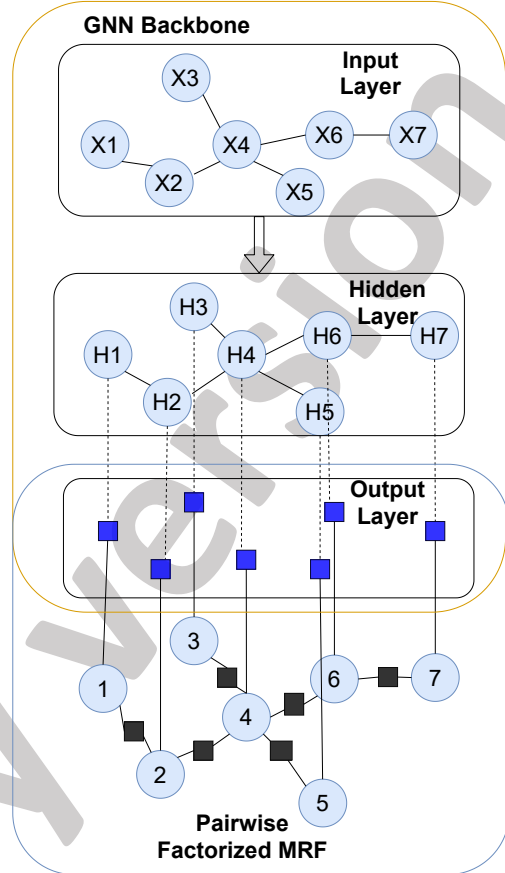 GNN Backbone
Input
Layer
X3
X1
X4
X6
X7
X2
X5
Hidden
Layer
H3
H1
H4
H6
H7
H2
H5
Output
Layer
3
1
6
7
4
2
5
Pairwise
Factorized MRF
y version